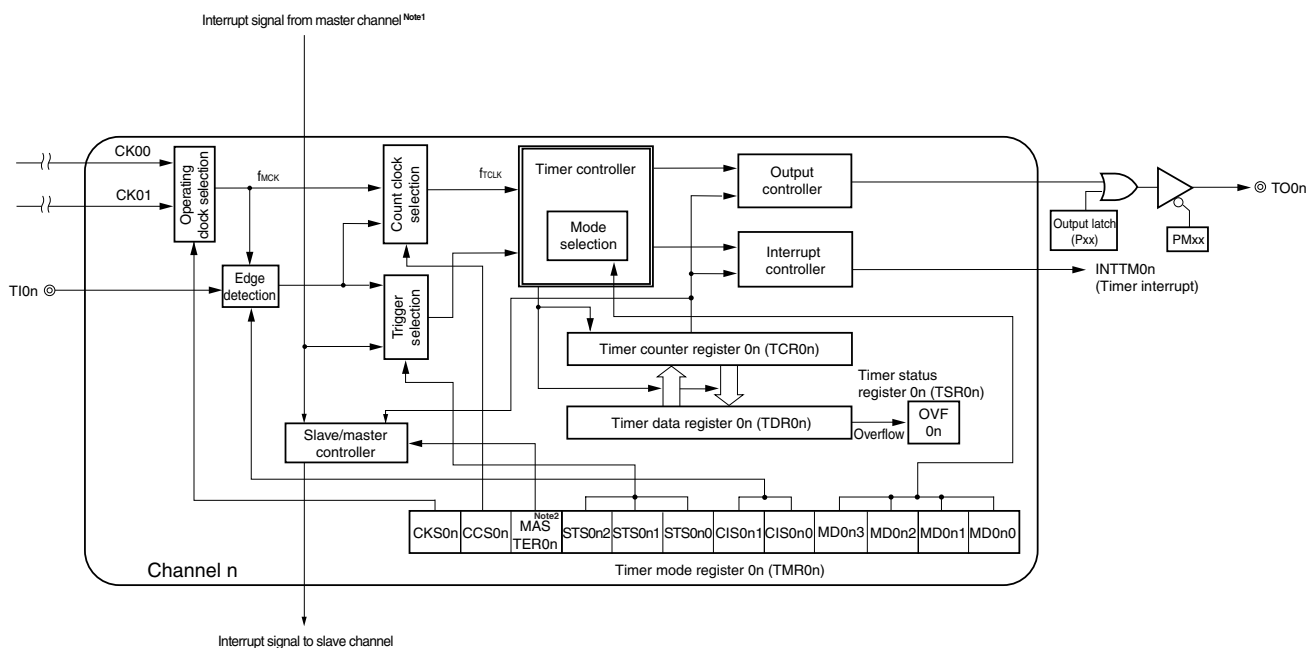 Interrupt signal from master channel Note1
CK00
CK01
Operating
clock selection
fMCK
Count clock
selection
fTCLK
Timer controller
Mode
selection
Output
controller
Output latch
(Pxx)
PMxx
TO0n
Interrupt
controller
INTTM0n
(Timer interrupt)
TI0n
Edge
detection
Trigger
selection
Timer counter register 0n (TCR0n)
Timer status
register 0n (TSR0n)
Timer data register 0n (TDR0n)
Overflow
OVF
0n
Slave/master
controller
CKS0n
CCS0n
Note2
MAS
TER0n
STS0n2
STS0n1
STS0n0
CIS0n1
CIS0n0
MD0n3
MD0n2
MD0n1
MD0n0
Channel n
Timer mode register 0n (TMR0n)
Interrupt signal to slave channel